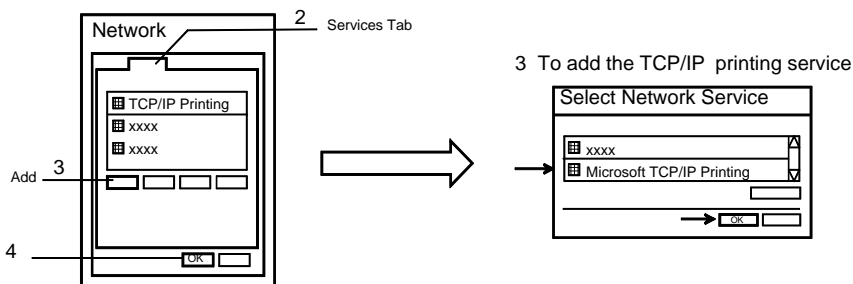 Network
2 Services Tab
TCP/IP Printing
xxxx
xxxx
Add 3
4
OK
3 To add the TCP/IP printing service
Select Network Service
xxxx
Microsoft TCP/IP Printing
OK